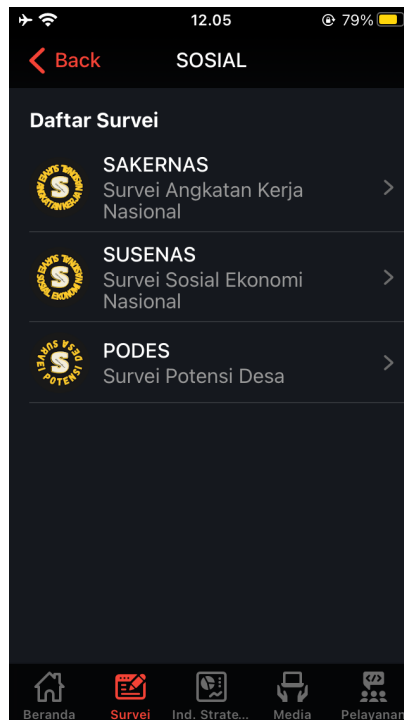 12.05
79%
Back
SOSIAL
Daftar Survei
SAKERNAS
Survei Angkatan Kerja
Nasional
SUSENAS
Survei Sosial Ekonomi
Nasional
PODES
Survei Potensi Desa
Beranda
Survei
Ind. Strate...
Media
Pelayanan